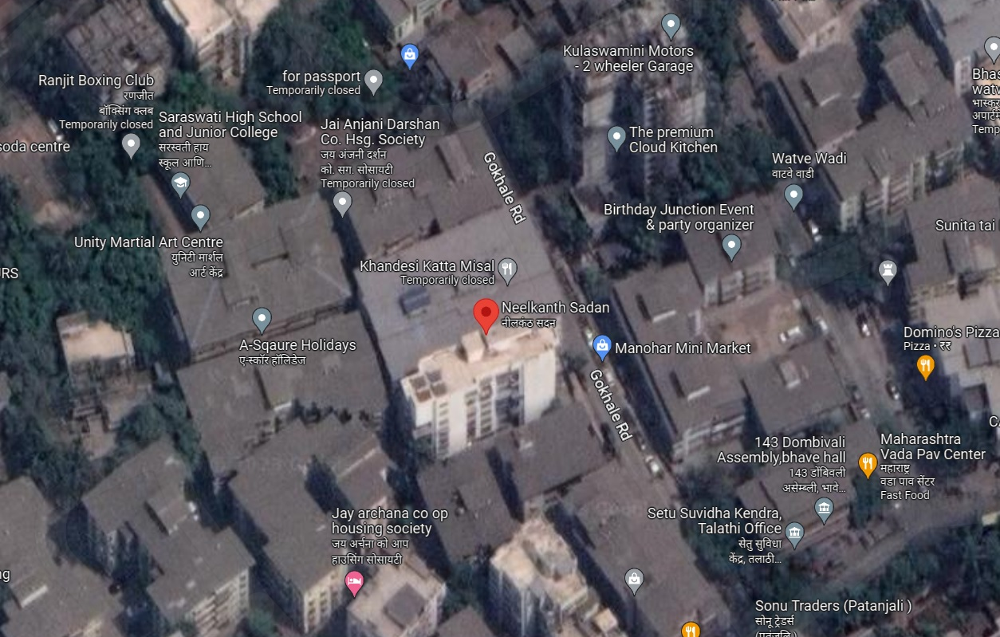 Kulaswamini Motors
- 2 wheeler Garage
for passport
Temporarily closed
Ranjit Boxing Club
रणजीत
बॉक्सिंग क्लब
Temporarily closed
Saraswati High School
and Junior College
सरस्वती हाय
स्कूल आणि...
Jai Anjani Darshan
Co. Hsg. Society
जय अंजनी दर्शन
को. सग. सोसायटी
Temporarily closed
The premium
Cloud Kitchen
soda centre
Gokhale Rd
Watve Wadi
वाटवे वाडी
Birthday Junction Event
& party organizer
Sunita tai
Unity Martial Art Centre
युनिटी मार्शल
आर्ट केंद्र
Khandesi Katta Misal
Temporarily closed
Neelkanth Sadan
नीलकंठ सदन
A-Sqaure Holidays
ए-स्कॉर हॉलिडेज
Manohar Mini Market
Domino's Pizza
Pizza • ₹₹
Gokhale Rd
143 Dombivali
Assembly,bhave hall
143 डोंबिवली
असेम्ब्ली, भावे...
Maharashtra
Vada Pav Center
महाराष्ट्र
वडा पाव सेंटर
Fast Food
Setu Suvidha Kendra,
Talathi Office
सेतु सुविधा
केंद्र, तलाठी...
Jay archana co op
housing society
जय अर्चना को आप
हाउसिंग सोसायटी
Sonu Traders (Patanjali )
सोनू ट्रेडर्स